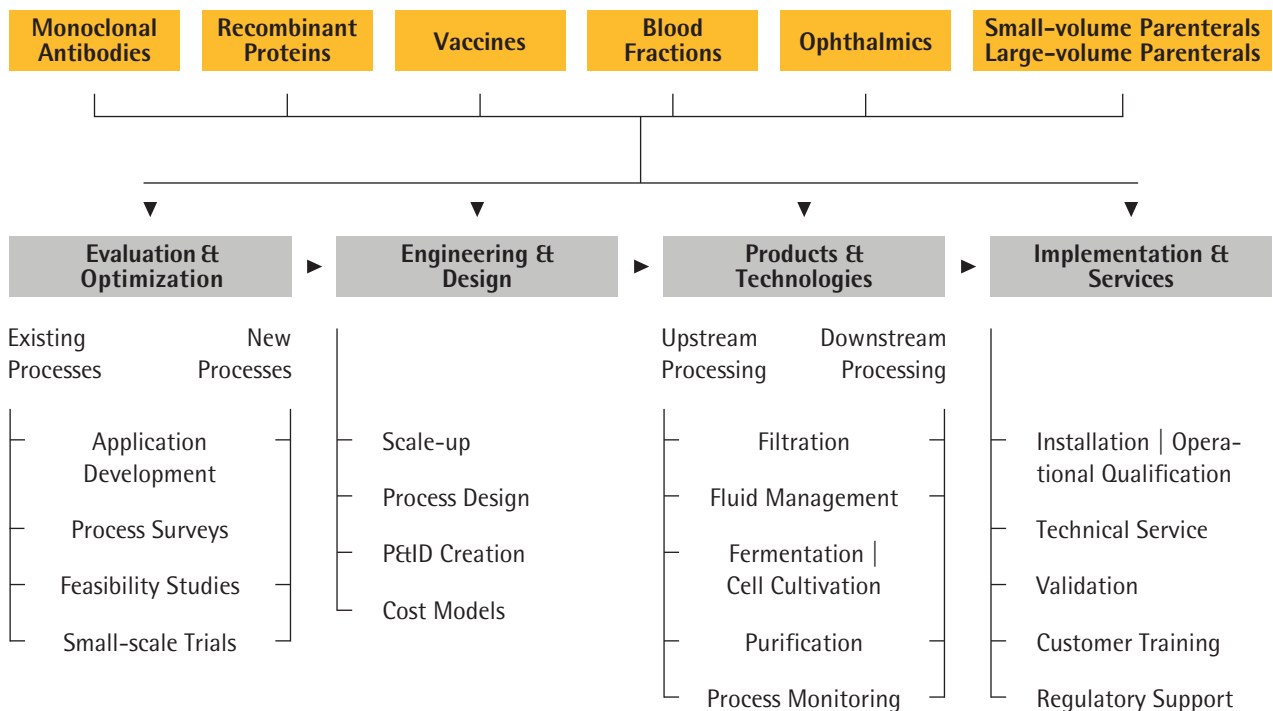 Monoclonal
Antibodies
Recombinant
Proteins
Vaccines
Blood
Fractions
Ophthalmics
Small-volume Parenterals
Large-volume Parenterals
Evaluation &
Optimization
Engineering &
Design
Products &
Technologies
Implementation &
Services
Existing
Processes
New
Processes
Application
Development
Process Surveys
Feasibility Studies
Small-scale Trials
Scale-up
Process Design
P&ID Creation
Cost Models
Upstream
Processing
Downstream
Processing
Filtration
Fluid Management
Fermentation |
Cell Cultivation
Purification
Process Monitoring
Installation | Opera-
tional Qualification
Technical Service
Validation
Customer Training
Regulatory Support